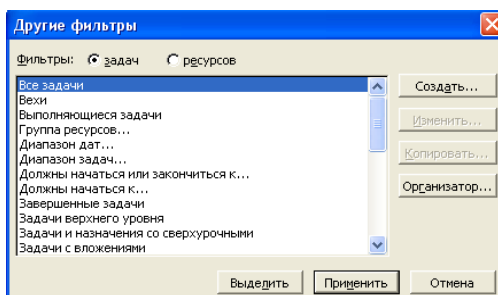 Другие фильтры
Фильтры: задач ресурсов
Все задачи
Вехи
Выполняющиеся задачи
Группа ресурсов...
Диапазон дат...
Диапазон задач...
Должны начаться или закончиться к...
Должны начаться к...
Завершенные задачи
Задачи верхнего уровня
Задачи и назначения со сверхурочными
Задачи с вложениями
Создать...
Изменить...
Копировать...
Организатор...
Выделить Применить Отмена